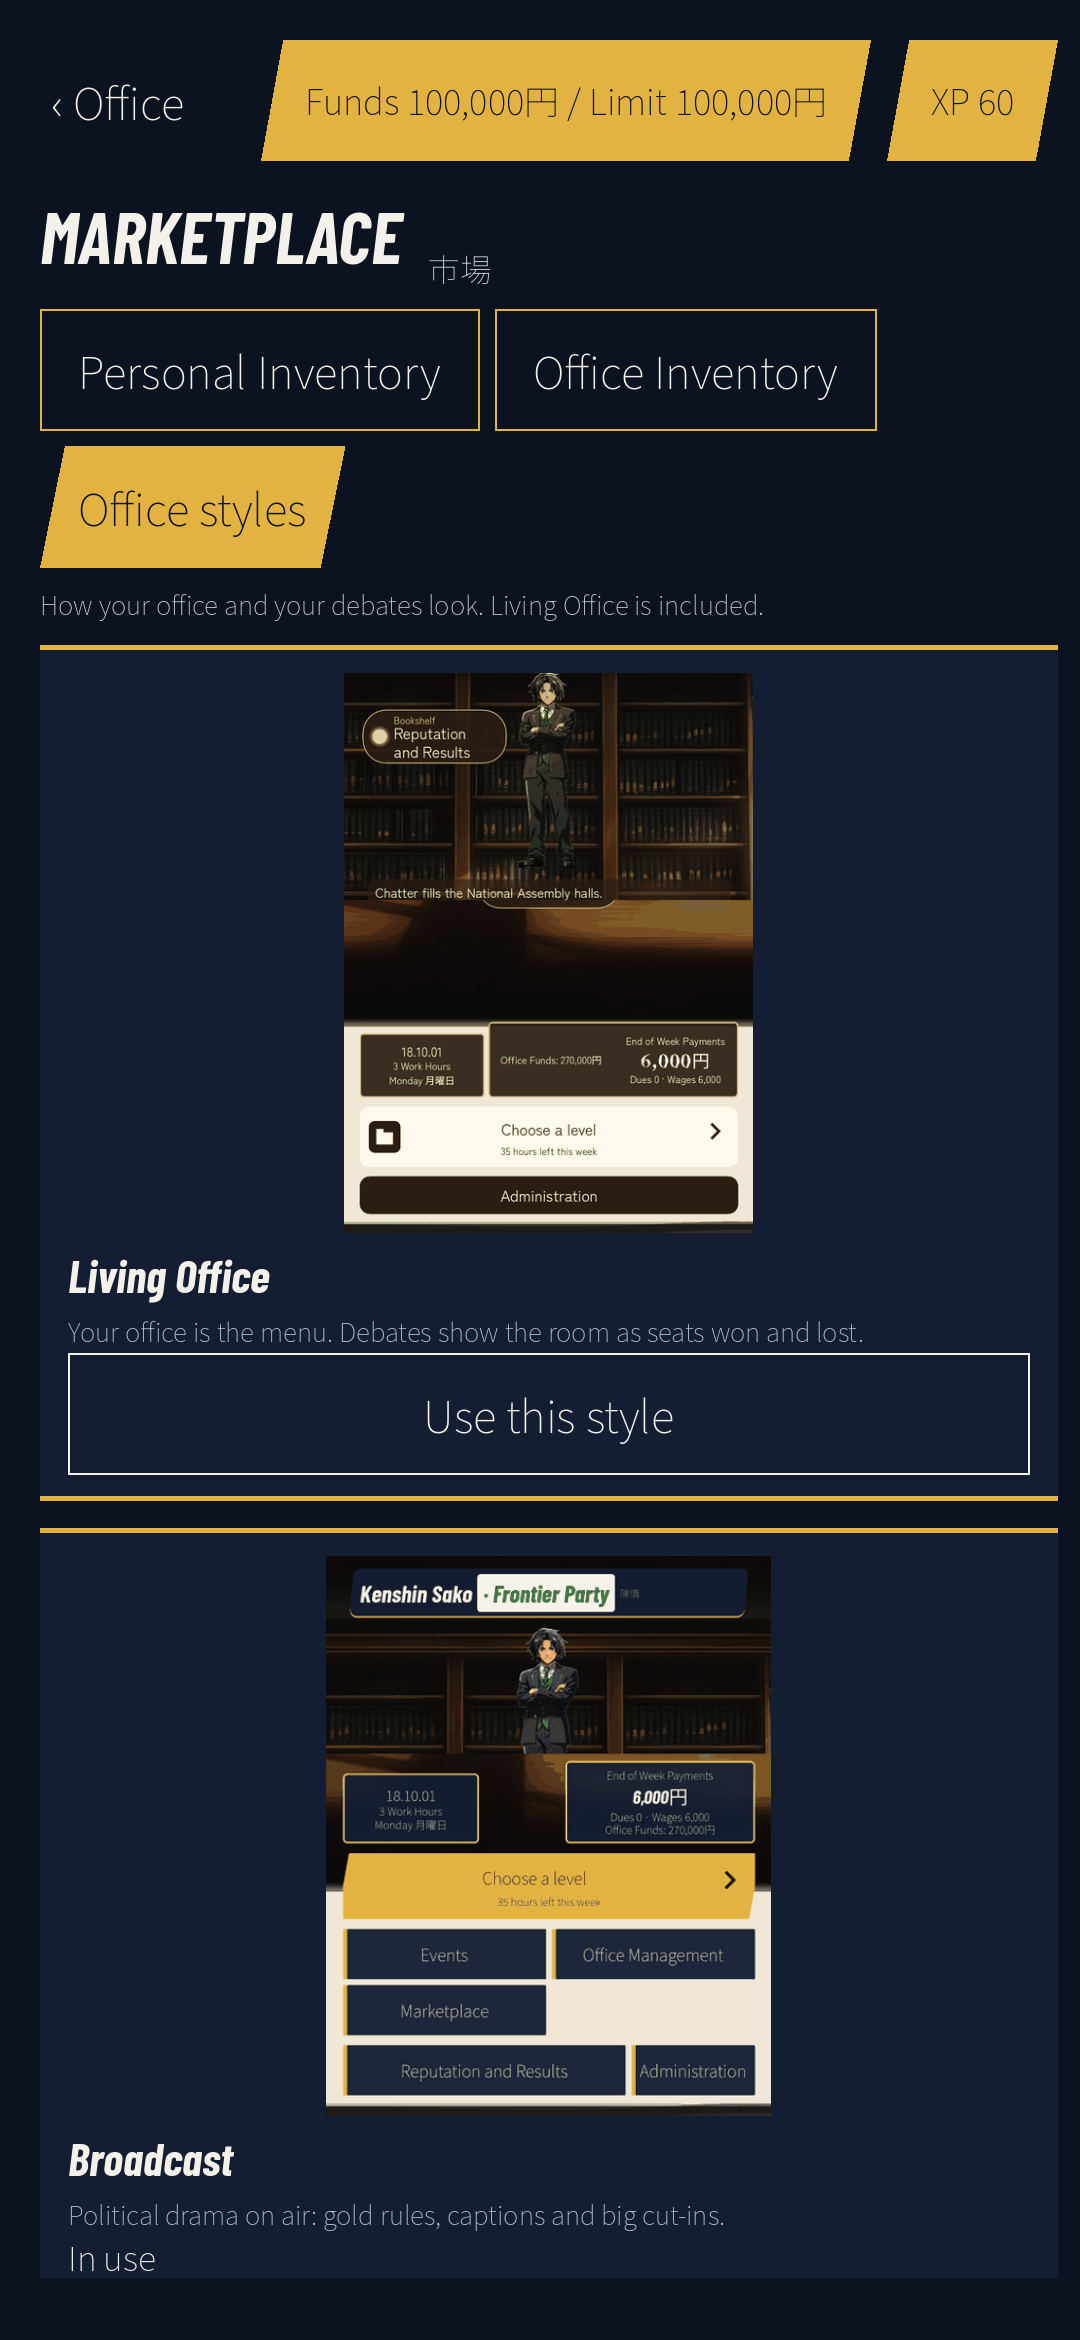 ‹ Office
Funds 100,000円 / Limit 100,000円
XP 60
MARKETPLACE
市場
Personal Inventory
Office Inventory
Office styles
How your office and your debates look. Living Office is included.
Bookshelf
Reputation
and Results
Chatter fills the National Assembly halls.
18.10.01
3 Work Hours
Monday 月曜日
Office Funds: 270,000円
End of Week Payments
6,000円
Dues 0 · Wages 6,000
Choose a level
35 hours left this week
Administration
Living Office
Your office is the menu. Debates show the room as seats won and lost.
Use this style
Kenshin Sako · Frontier Party
18.10.01
3 Work Hours
Monday 月曜日
End of Week Payments
6,000円
Dues 0 · Wages 6,000
Office Funds: 270,000円
Choose a level
35 hours left this week
Events
Office Management
Marketplace
Reputation and Results
Administration
Broadcast
Political drama on air: gold rules, captions and big cut-ins.
In use